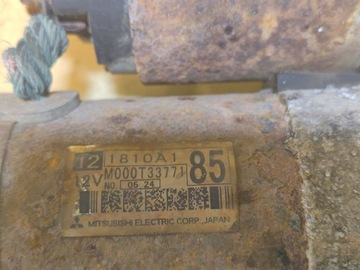 12 1810A1 85
12V M000T33771
NO 05 24
MITSUBISHI ELECTRIC CORP., JAPAN